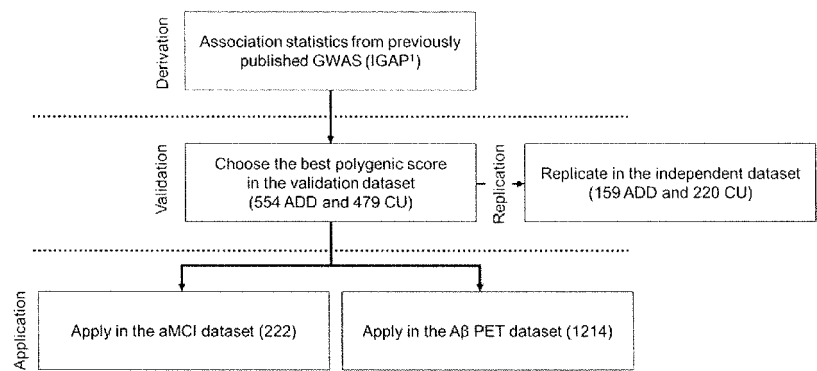 Derivation
Association statistics from previously
published GWAS (IGAP¹)
Validation
Choose the best polygenic score
in the validation dataset
(554 ADD and 479 CU)
Replication
Replicate in the independent dataset
(159 ADD and 220 CU)
Application
Apply in the aMCI dataset (222)
Apply in the Aβ PET dataset (1214)